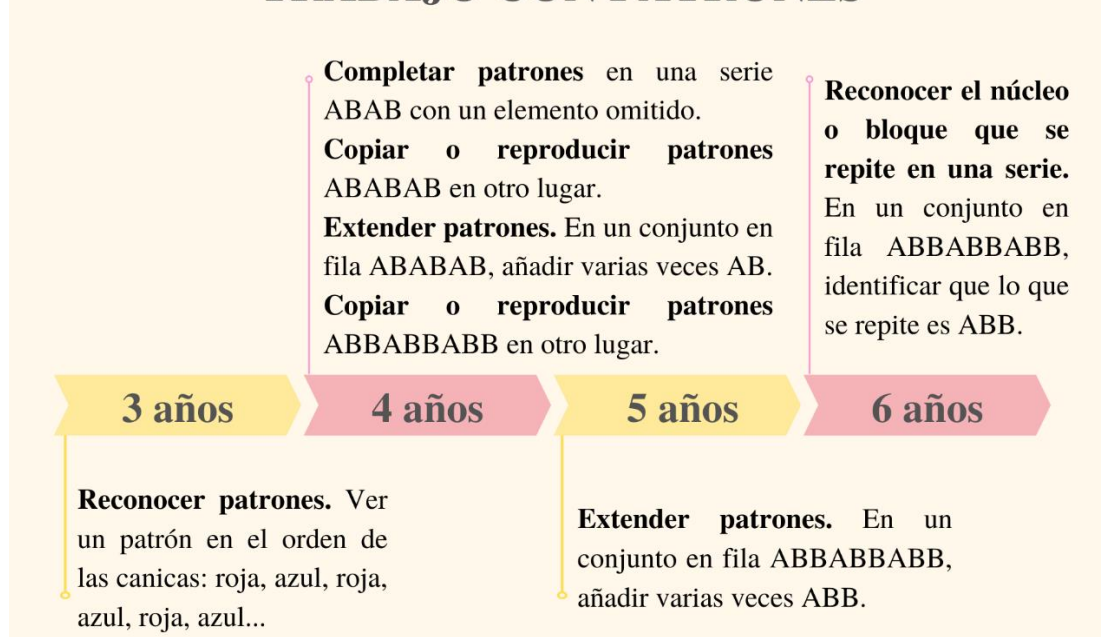 Completar patrones en una serie
ABAB con un elemento omitido.
Copiar o reproducir patrones
ABABAB en otro lugar.
Extender patrones. En un conjunto en
fila ABABAB, añadir varias veces AB.
Copiar o reproducir patrones
ABBABBABB en otro lugar.
Reconocer el núcleo
o bloque que se
repite en una serie.
En un conjunto en
fila ABBABBABB,
identificar que lo que
se repite es ABB.
3 años
4 años
5 años
6 años
Reconocer patrones. Ver
un patrón en el orden de
las canicas: roja, azul, roja,
azul, roja, azul...
Extender patrones. En un
conjunto en fila ABBABBABB,
añadir varias veces ABB.